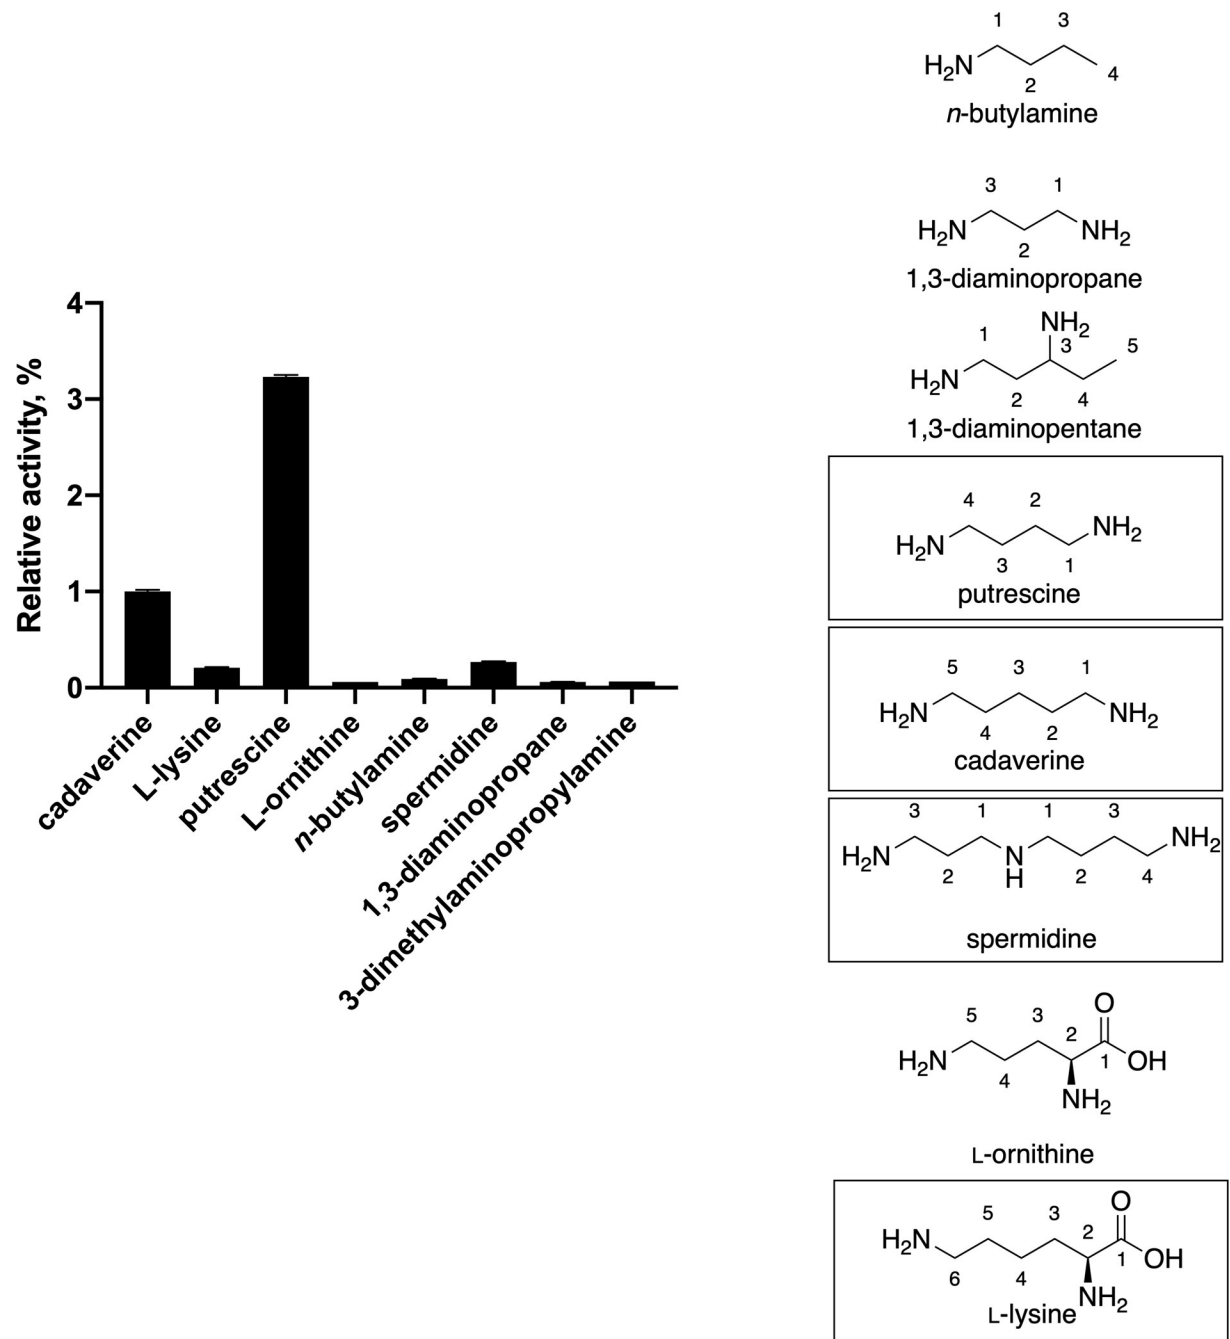 Relative activity, %
4
3
2
1
0
cadaverine
L-lysine
putrescine
L-ornithine
n-butylamine
spermidine
1,3-diaminopropane
3-dimethylaminopropylamine
1 3
H₂N
2 4
n-butylamine
3 1
H₂N NH₂
2
1,3-diaminopropane
NH₂
1 3 5
H₂N
2 4
1,3-diaminopentane
4 2
H₂N NH₂
3 1
putrescine
5 3 1
H₂N NH₂
4 2
cadaverine
3 1 1 3
H₂N N NH₂
2 H 2 4
spermidine
O
5 3 2
H₂N 1 OH
4
NH₂
L-ornithine
O
5 3 2
H₂N 1 OH
6 4
NH₂
L-lysine